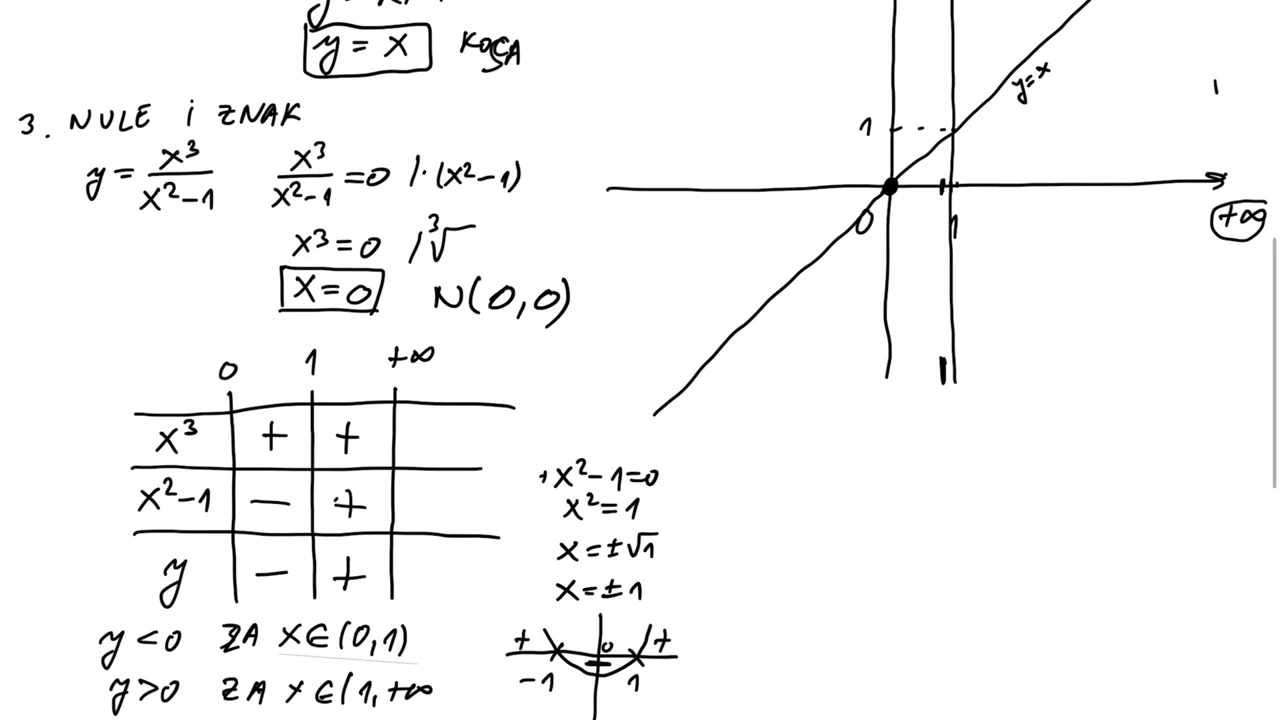 y = x KOSA
3. NULE i ZNAK
y = x³/(x²-1) x³/(x²-1) = 0 /·(x²-1)
x³ = 0 /³√
x = 0 N(0,0)
0 1 +∞
x³ + +
x²-1 - +
y - +
y < 0 ZA x∈(0,1)
y > 0 ZA x∈(1,+∞
+x²-1=0
x²=1
x=±√1
x=±1
+ 0 +
-1 1
y=x
1
0 1 +∞